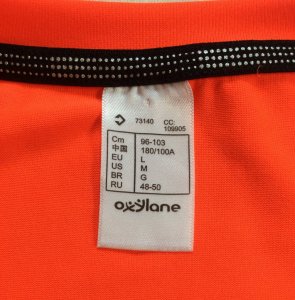 73140 CC:
109905
Cm 96-103
中国 180/100A
EU L
US M
BR G
RU 48-50
oxylane